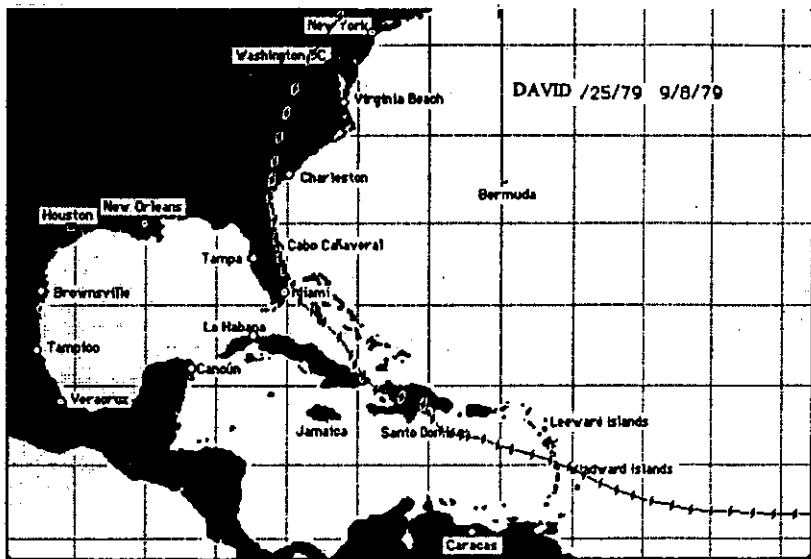 New York
Washington DC
DAVID /25/79 9/8/79
Virginia Beach
Charleston
Bermuda
New Orleans
Houston
Cabo Cañaveral
Tampa
Brownsville
Miami
La Habana
Tampico
Cancún
Veracruz
Leeward Islands
Jamaica
Santo Domingo
Windward Islands
Caracas